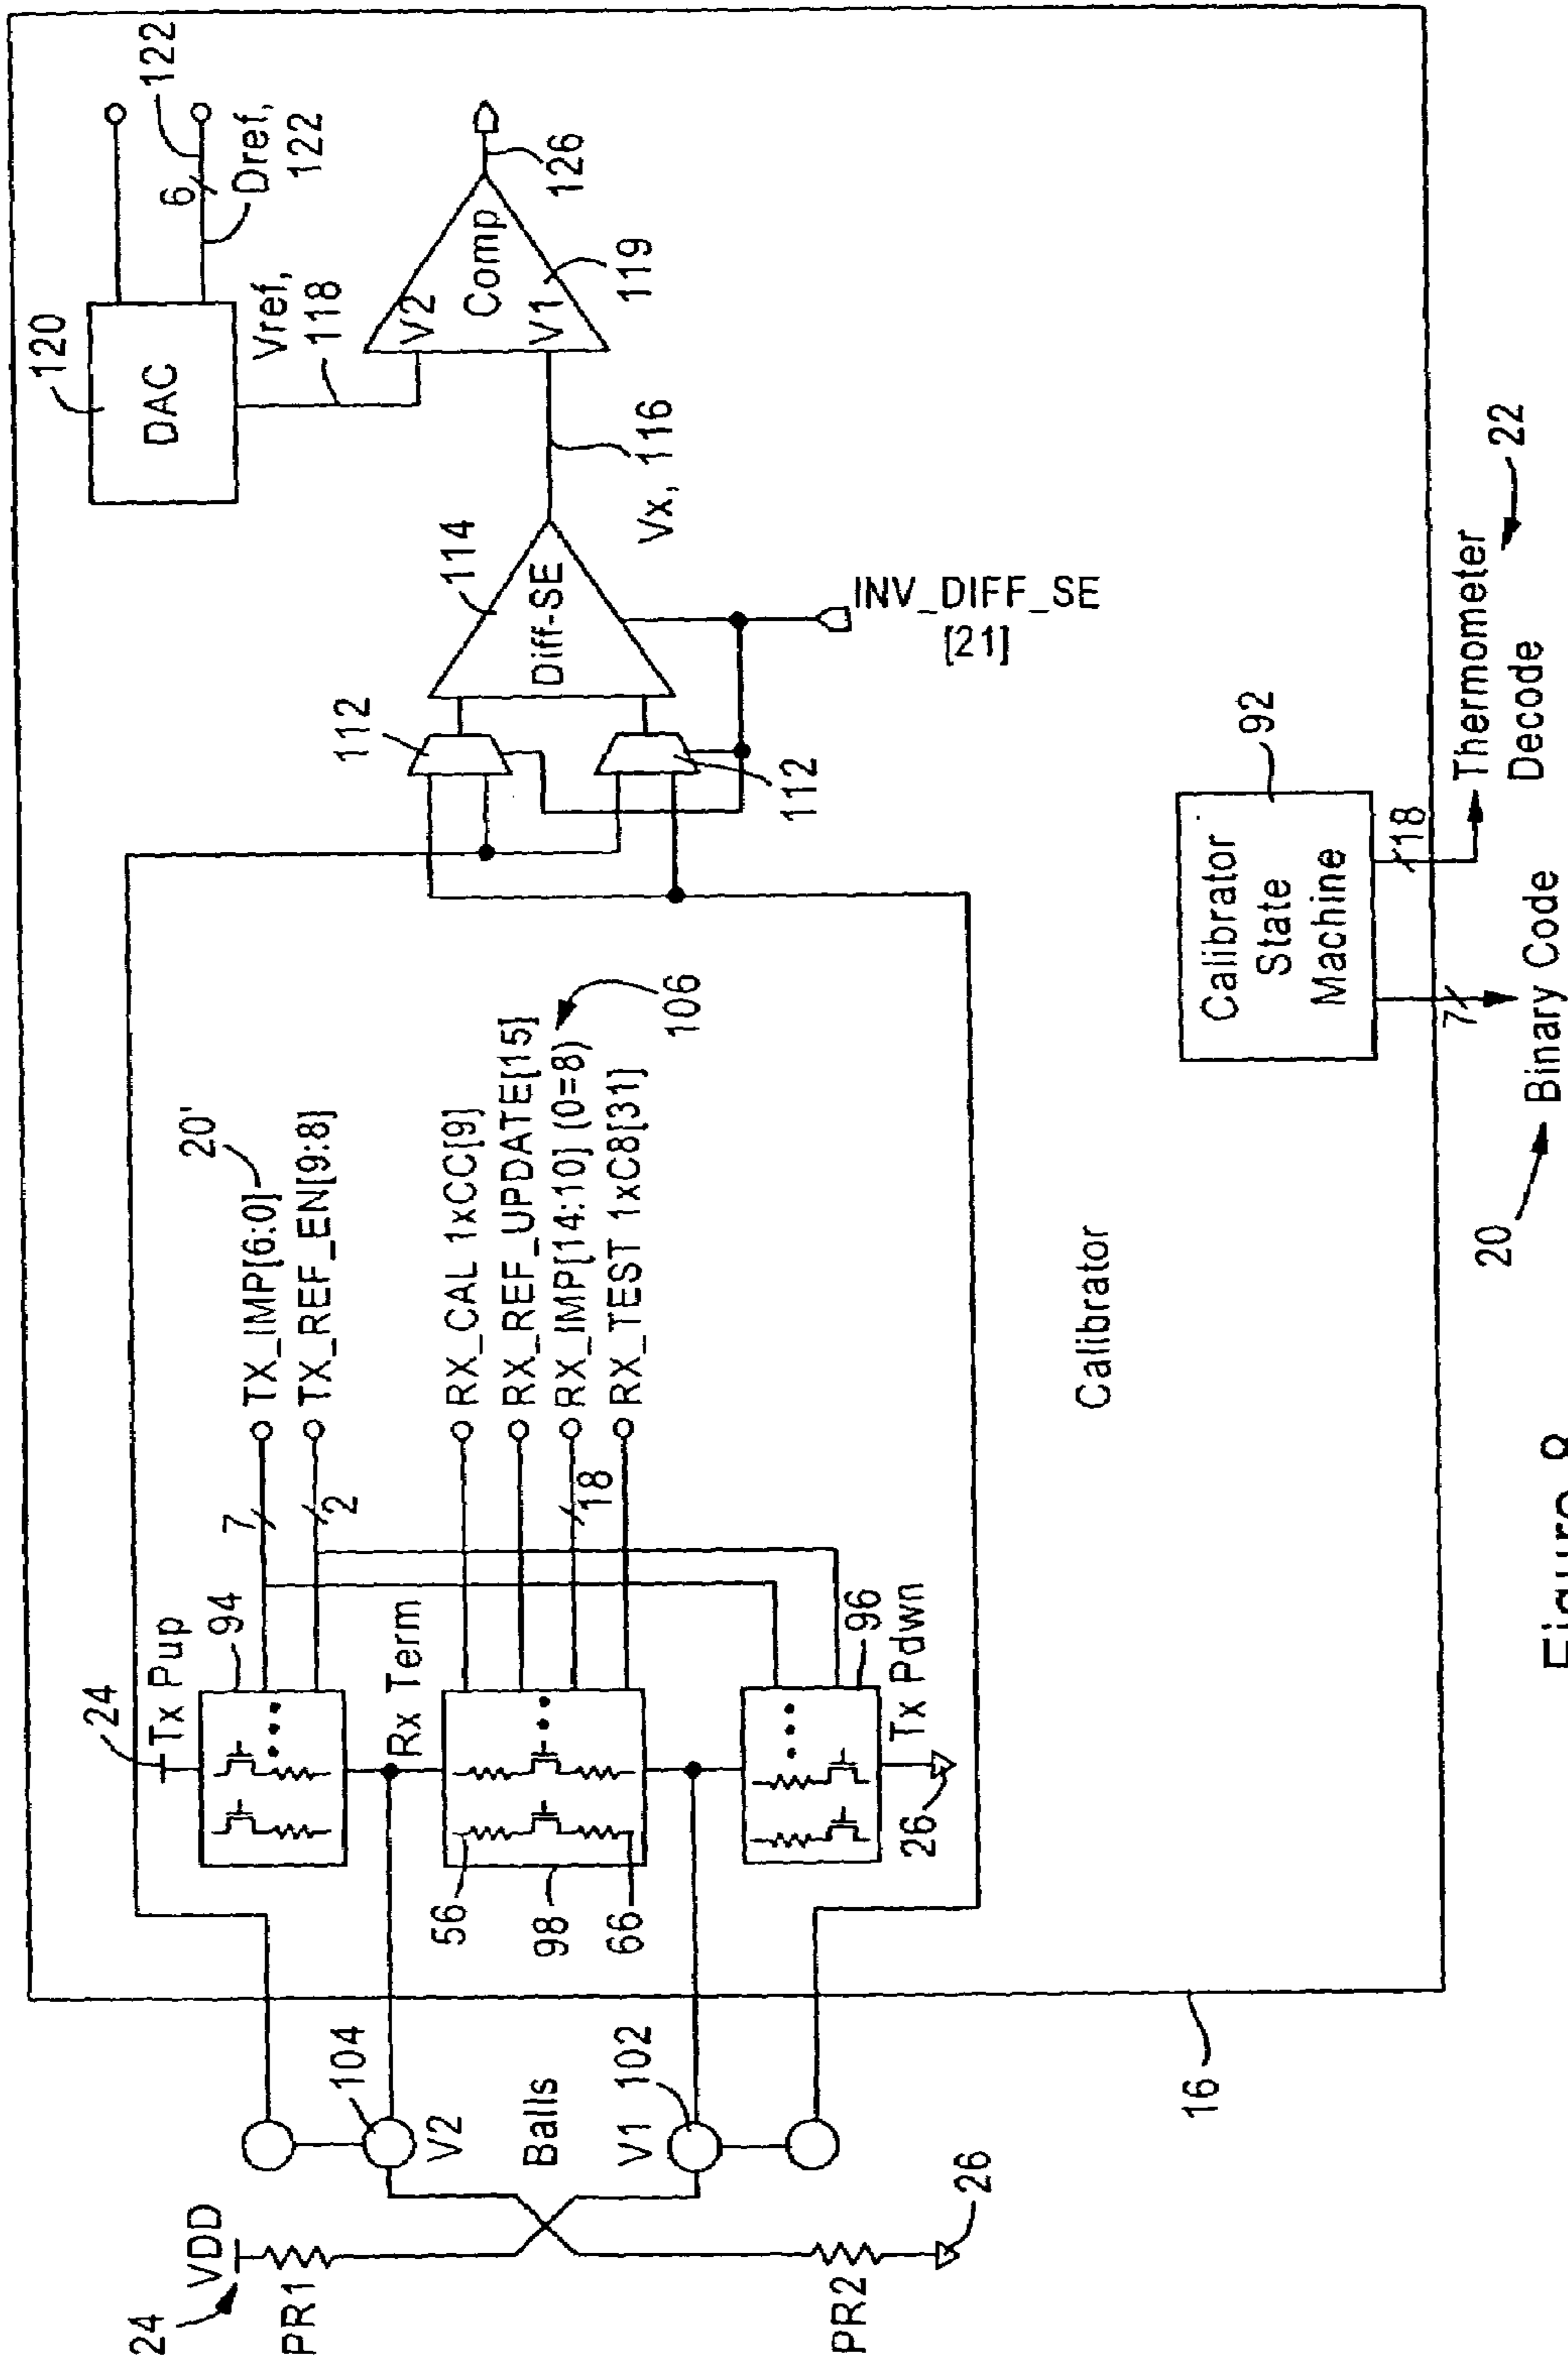 24
VDD
PR1
PR2
26
104
V2
Balls
V1
102
16
24
Tx Pup
94
Rx Term
56
98
66
96
Tx Pdwn
26
7
2
18
TX_IMP[6:0]
20'
TX_REF_EN[9:8]
RX_CAL 1xCC[9]
RX_REF_UPDATE[15]
RX_IMP[14:10] (0=8)
RX_TEST 1xC8[31]
106
112
112
114
Diff-SE
INV_DIFF_SE
[21]
Vx, 116
120
DAC
Vref,
118
6
122
Dref,
122
V2
Comp
V1
119
126
Calibrator
92
Calibrator
State
Machine
7
18
20
Binary Code
Thermometer
Decode
22
Figure 8